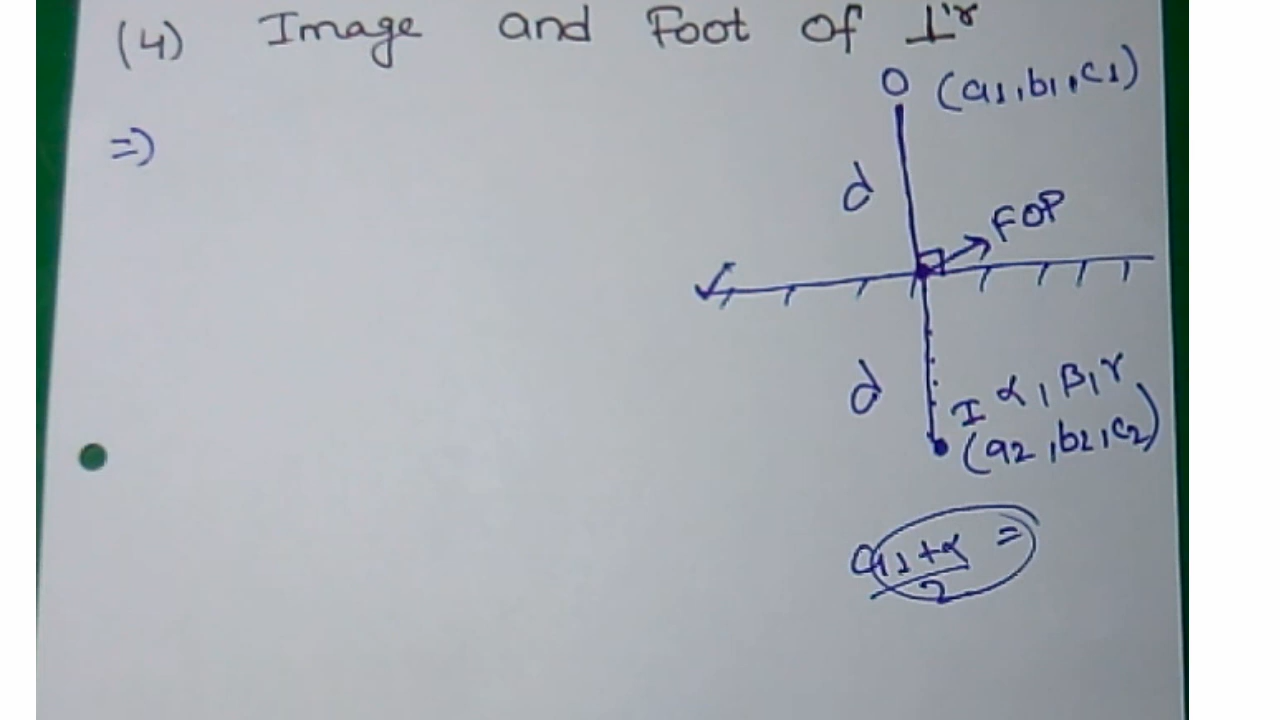 (4) Image and Foot of ⊥'r
O (a1, b1, c1)
=)
d
FOP
d
I α, β, γ
(a2, b2, c2)
a1+α/2 =